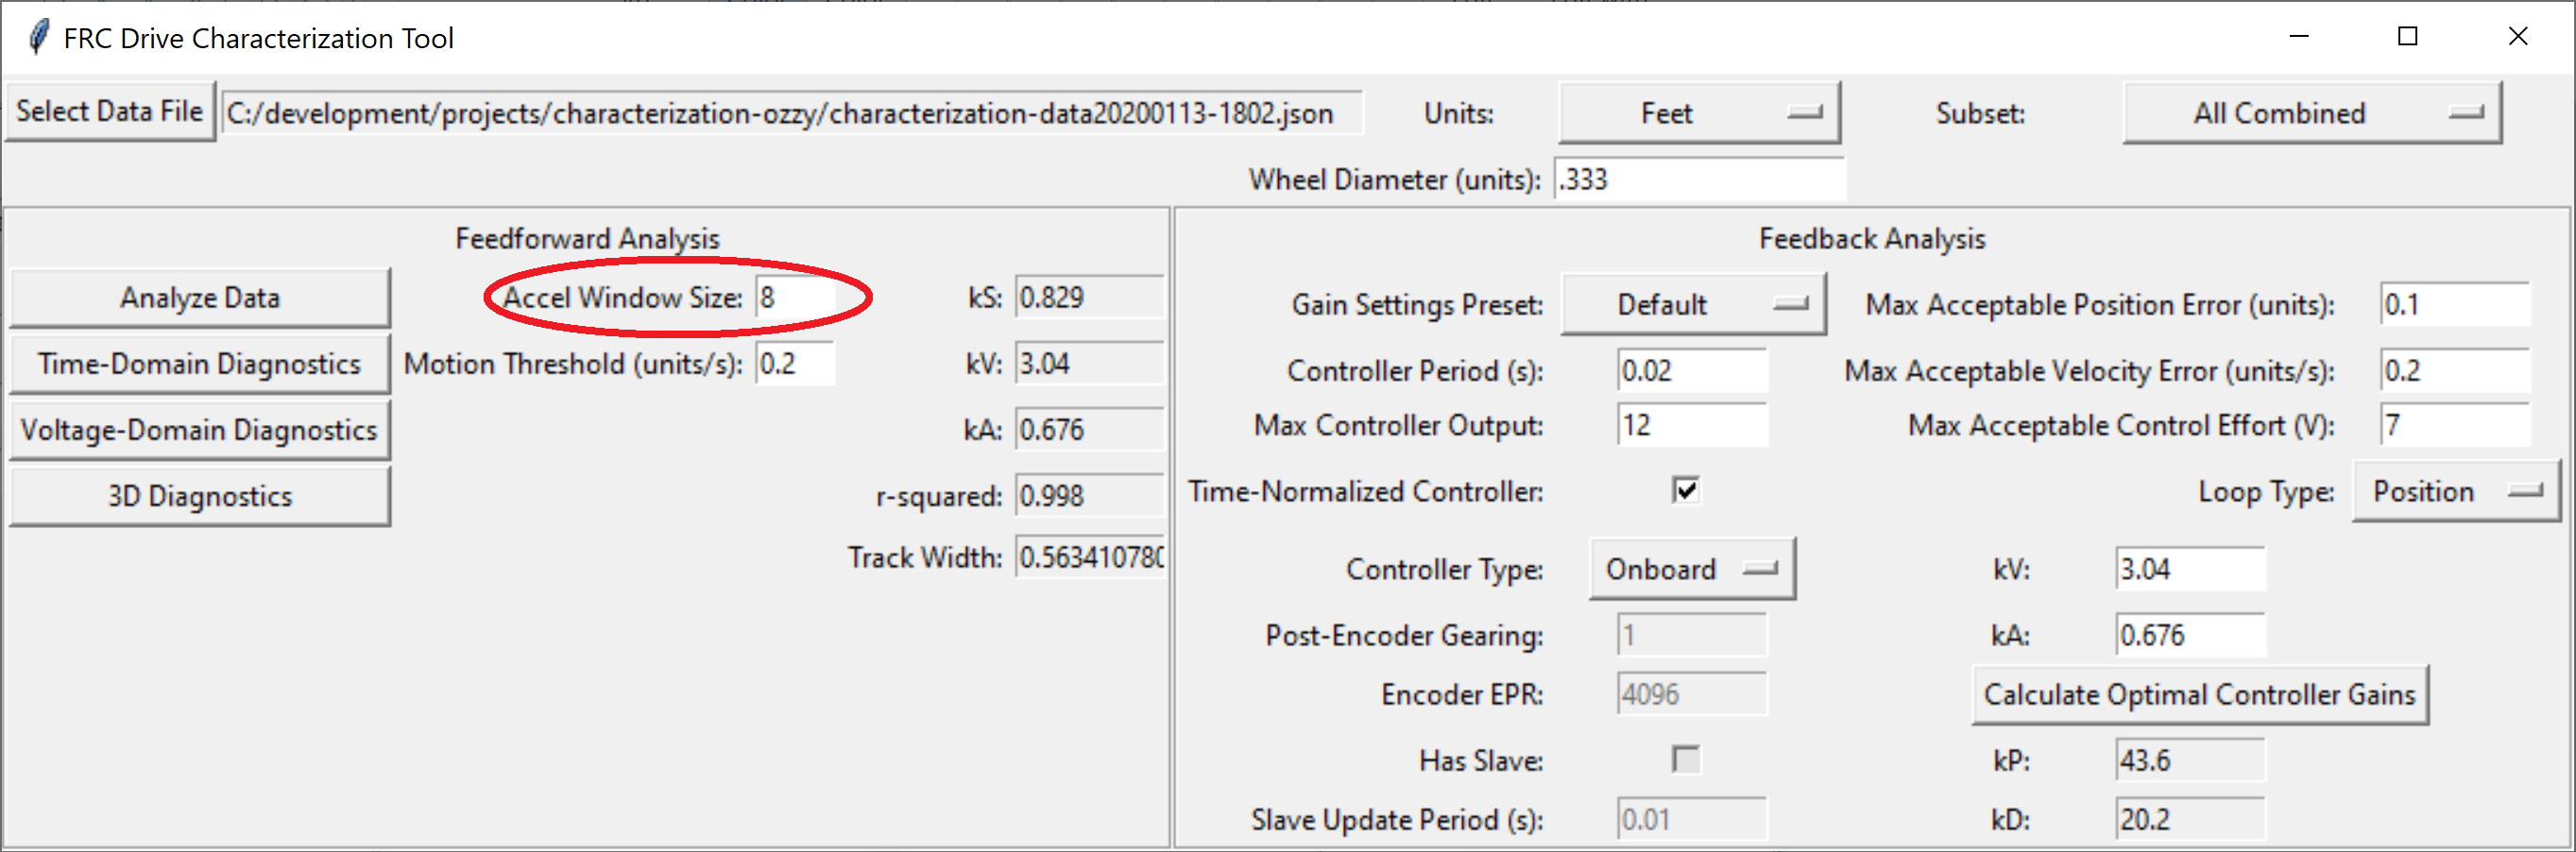 FRC Drive Characterization Tool
Select Data File C:/development/projects/characterization-ozzy/characterization-data20200113-1802.json Units: Feet Subset: All Combined
Wheel Diameter (units): .333
Feedforward Analysis
Analyze Data Accel Window Size: 8 kS: 0.829
Time-Domain Diagnostics Motion Threshold (units/s): 0.2 kV: 3.04
Voltage-Domain Diagnostics kA: 0.676
3D Diagnostics r-squared: 0.998
Track Width: 0.563410780
Feedback Analysis
Gain Settings Preset: Default Max Acceptable Position Error (units): 0.1
Controller Period (s): 0.02 Max Acceptable Velocity Error (units/s): 0.2
Max Controller Output: 12 Max Acceptable Control Effort (V): 7
Time-Normalized Controller: Loop Type: Position
Controller Type: Onboard kV: 3.04
Post-Encoder Gearing: 1 kA: 0.676
Encoder EPR: 4096 Calculate Optimal Controller Gains
Has Slave: kP: 43.6
Slave Update Period (s): 0.01 kD: 20.2